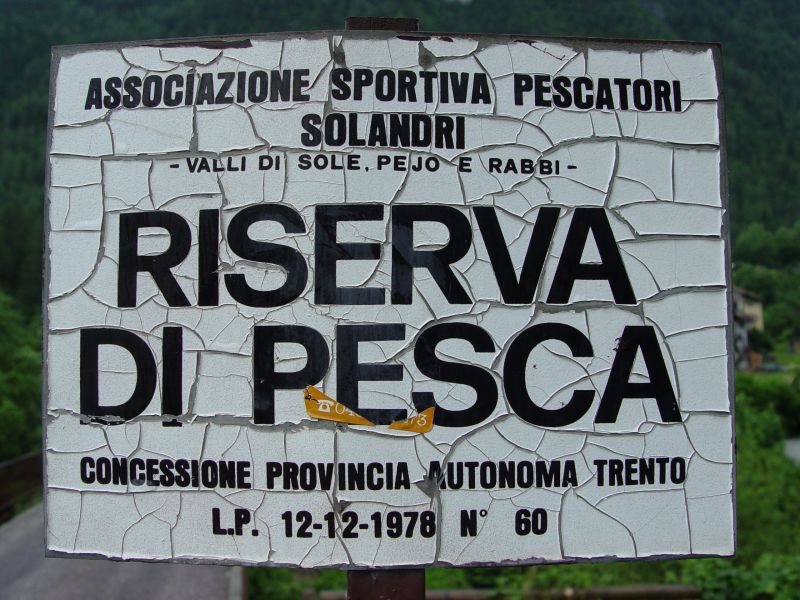 ASSOCIAZIONE SPORTIVA PESCATORI
SOLANDRI
- VALLI DI SOLE, PEJO E RABBI -
RISERVA
DI PESCA
CONCESSIONE PROVINCIA AUTONOMA TRENTO
L.P. 12-12-1978 N° 60